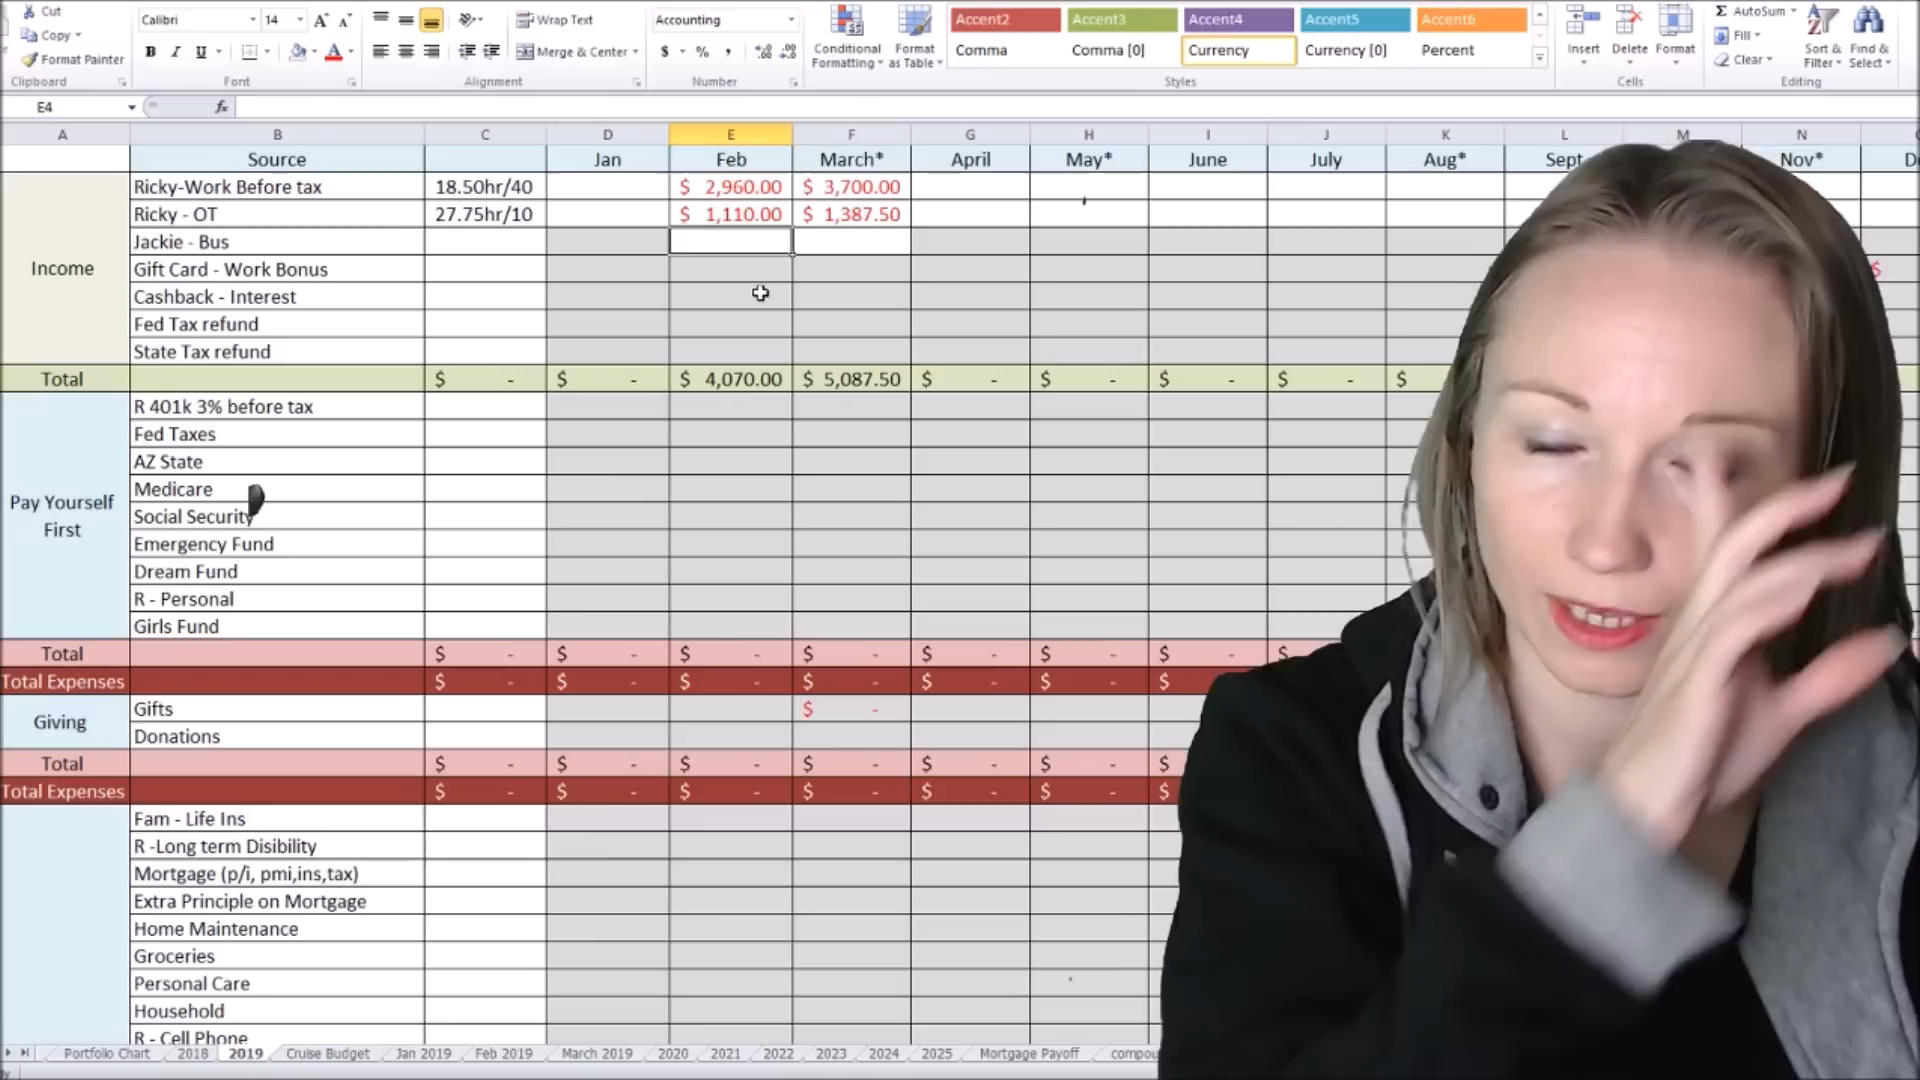 Cut
Calibri 14 A A Wrap Text Accounting Accent2 Accent3 Accent4 Accent5 Accent6 Σ AutoSum
Copy Fill
Format Painter B I U A Merge & Center $ % , Conditional Formatting Format as Table Comma Comma [0] Currency Currency [0] Percent Insert Delete Format Clear Sort & Filter Find & Select
Clipboard Font Alignment Number Styles Cells Editing
E4 fx
A B C D E F G H I J K L M N
Source Jan Feb March* April May* June July Aug* Sept Nov*
Income
Ricky-Work Before tax 18.50hr/40 $ 2,960.00 $ 3,700.00
Ricky - OT 27.75hr/10 $ 1,110.00 $ 1,387.50
Jackie - Bus
Gift Card - Work Bonus $
Cashback - Interest
Fed Tax refund
State Tax refund
Total $ - $ - $ 4,070.00 $ 5,087.50 $ - $ - $ - $ - $
Pay Yourself First
R 401k 3% before tax
Fed Taxes
AZ State
Medicare
Social Security
Emergency Fund
Dream Fund
R - Personal
Girls Fund
Total $ - $ - $ - $ - $ - $ - $ - $
Total Expenses $ - $ - $ - $ - $ - $ - $
Giving
Gifts $ -
Donations
Total $ - $ - $ - $ - $ - $ - $
Total Expenses $ - $ - $ - $ - $ - $ - $
Fam - Life Ins
R -Long term Disibility
Mortgage (p/i, pmi,ins,tax)
Extra Principle on Mortgage
Home Maintenance
Groceries
Personal Care
Household
R - Cell Phone
Portfolio Chart 2018 2019 Cruise Budget Jan 2019 Feb 2019 March 2019 2020 2021 2022 2023 2024 2025 Mortgage Payoff compou